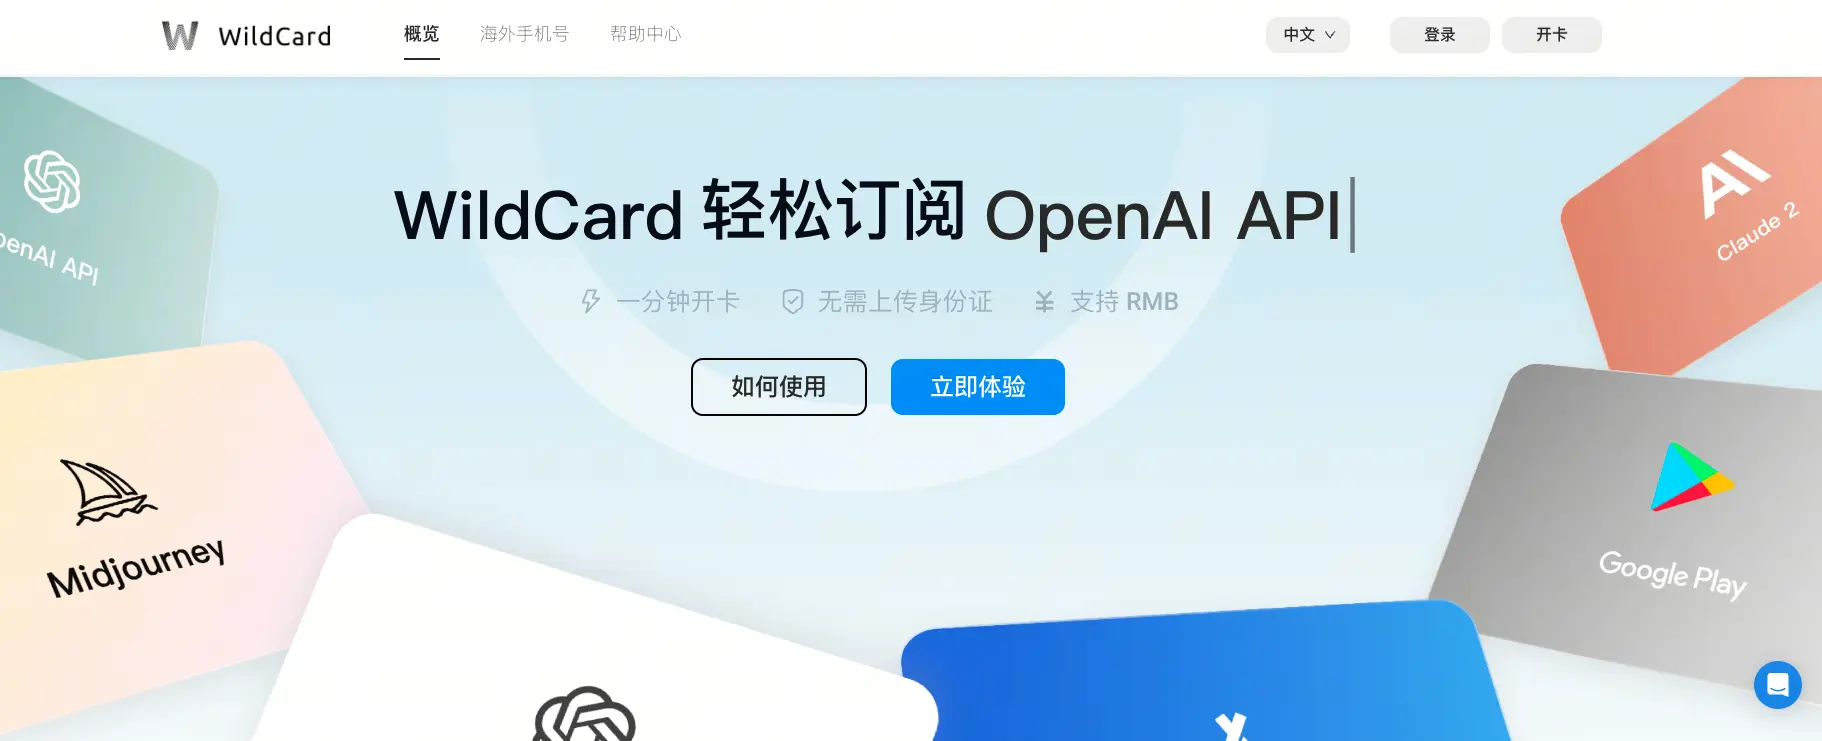 WildCard
概览
海外手机号
帮助中心
中文
登录
开卡
WildCard 轻松订阅 OpenAI API
一分钟开卡
无需上传身份证
支持 RMB
如何使用
立即体验
penAI API
Claude 2
Midjourney
Google Play